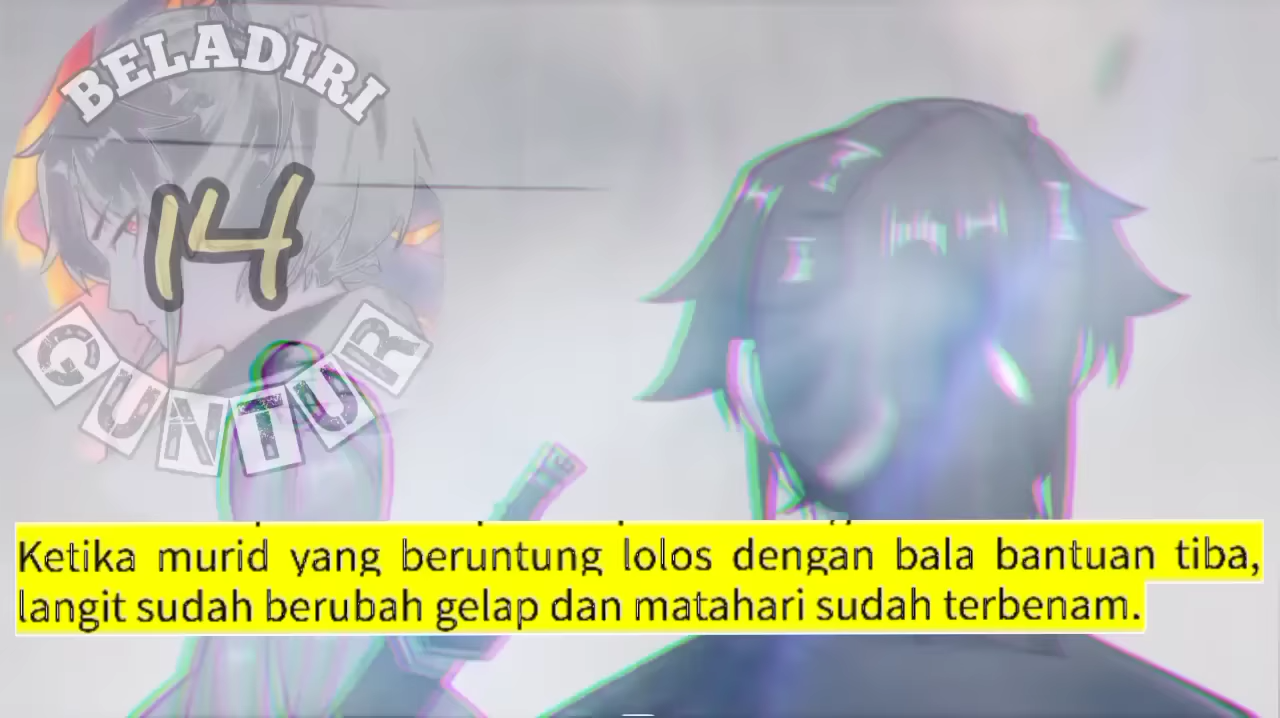 BELADIRI
14
GUNTUR
Ketika murid yang beruntung lolos dengan bala bantuan tiba,
langit sudah berubah gelap dan matahari sudah terbenam.